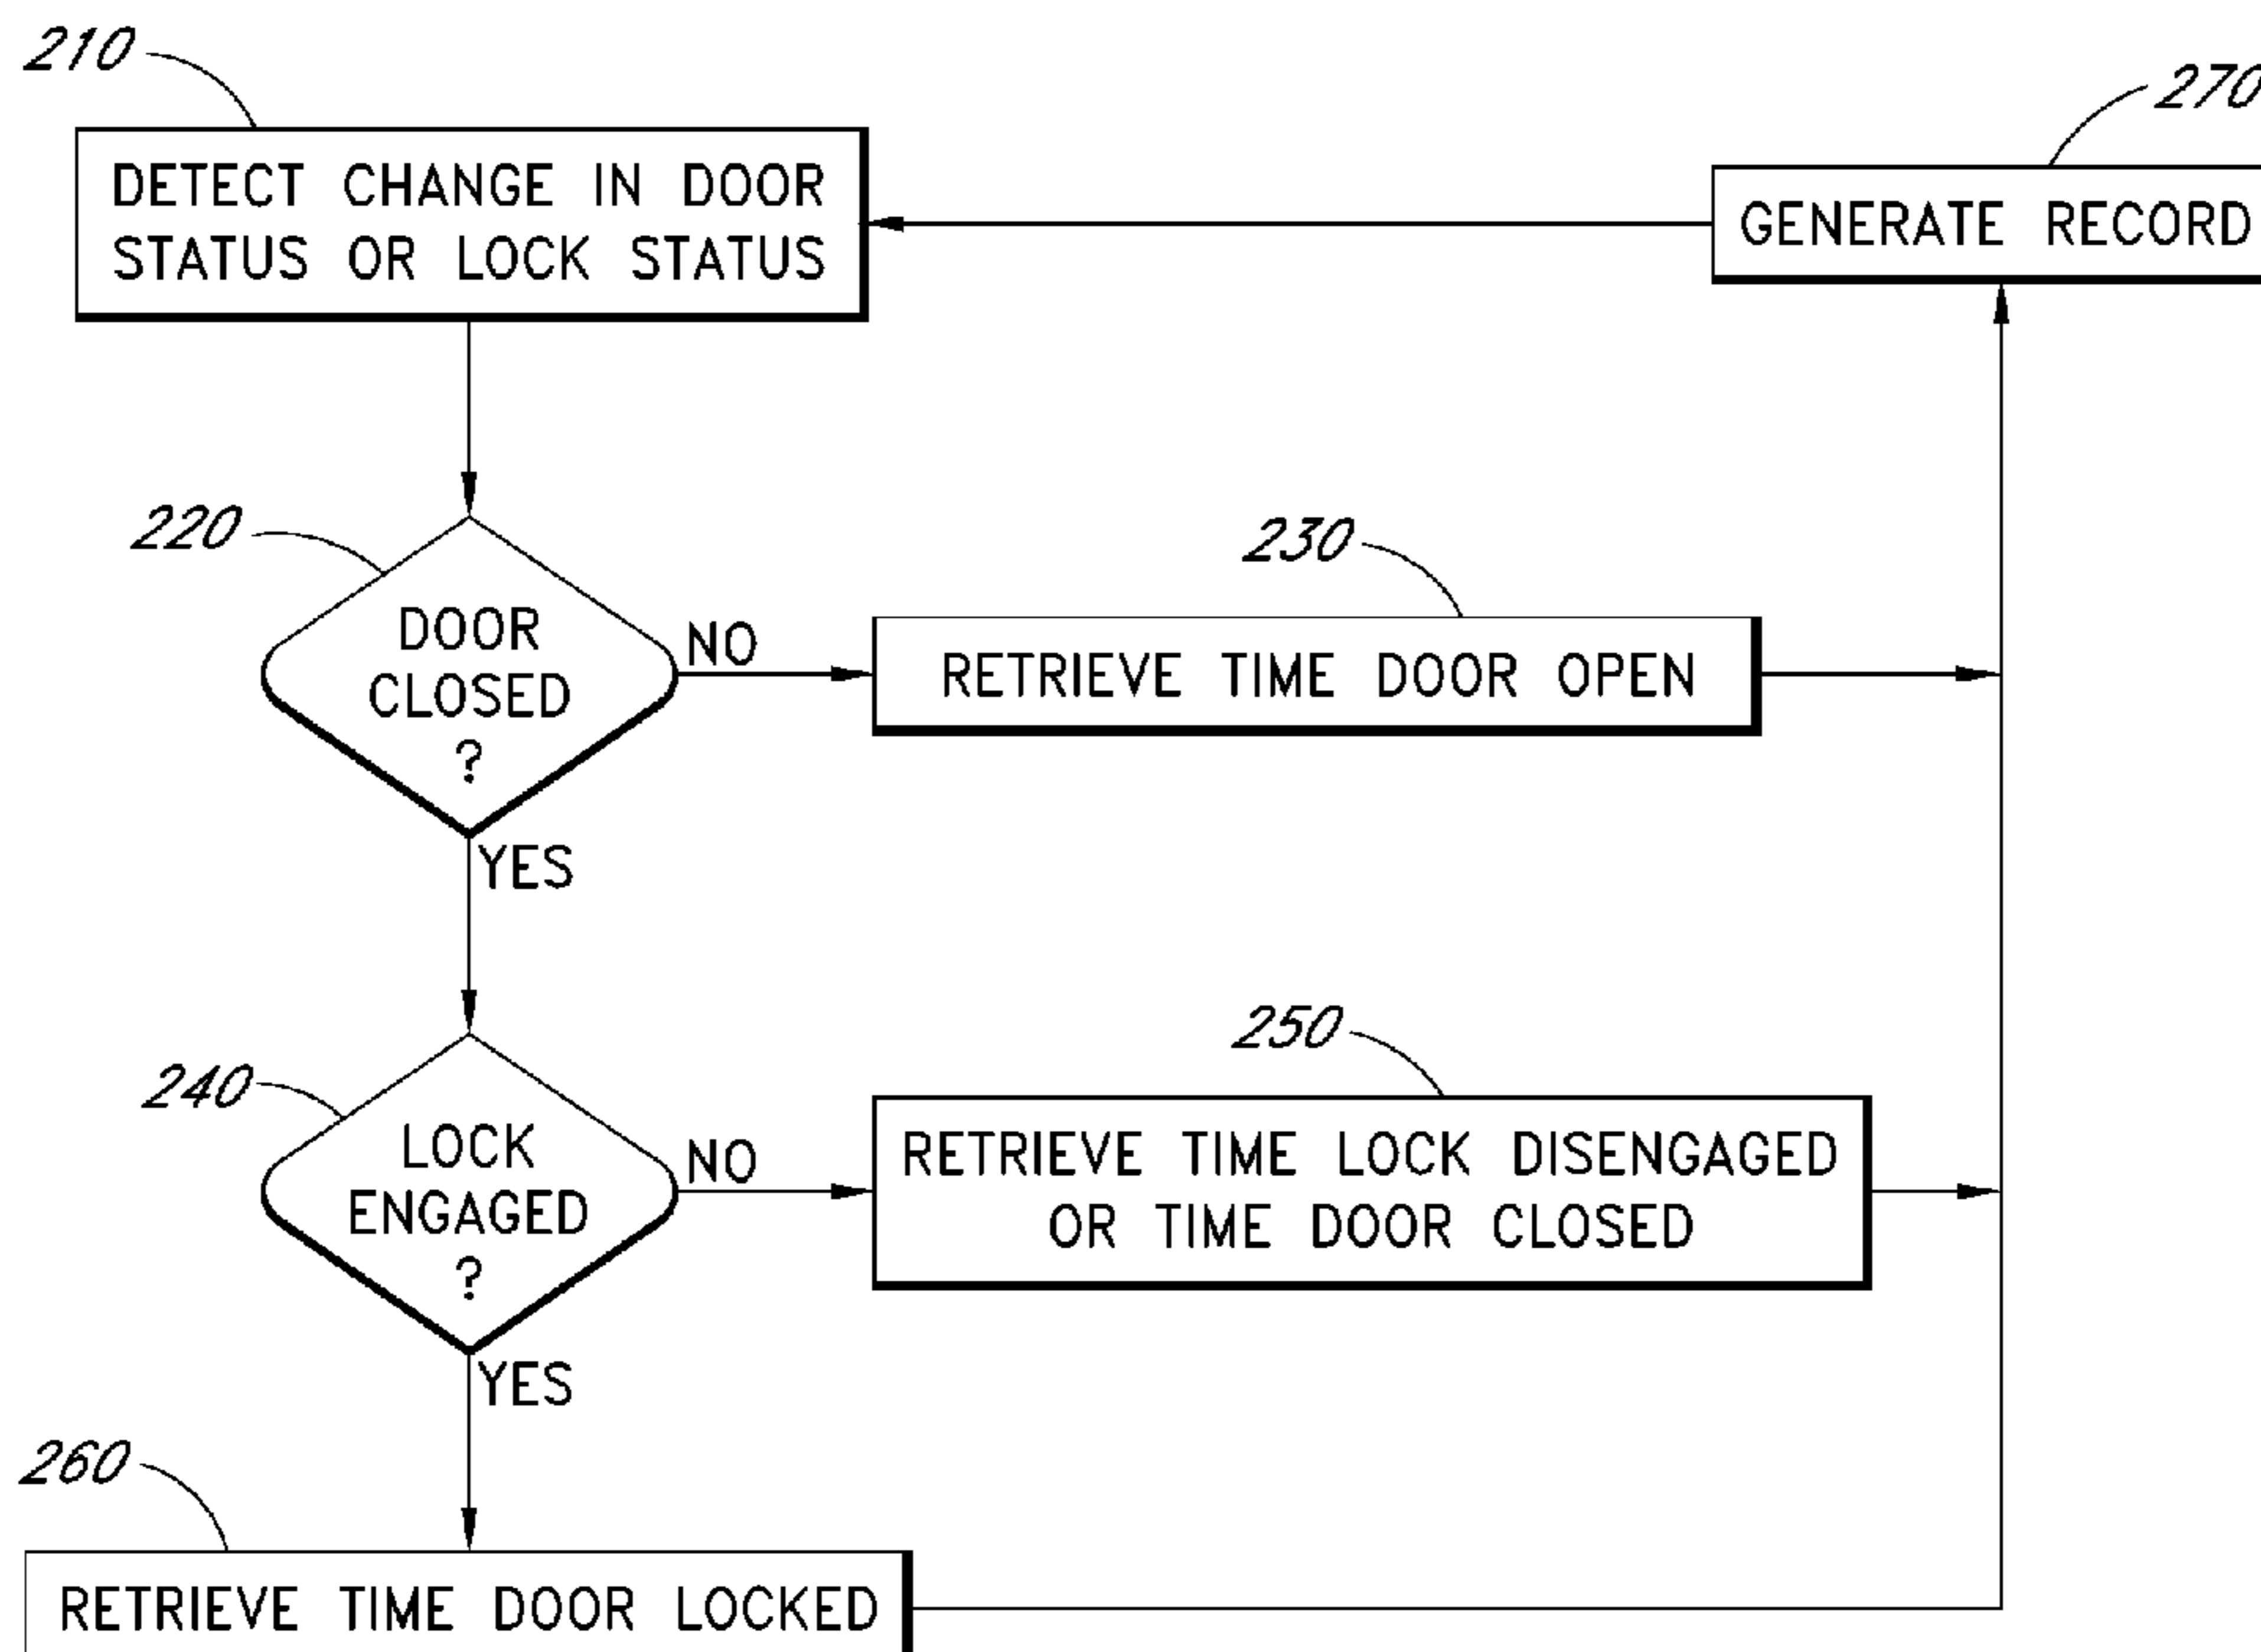 210
270
DETECT CHANGE IN DOOR
STATUS OR LOCK STATUS
GENERATE RECORD
220
230
DOOR
CLOSED
?
NO
RETRIEVE TIME DOOR OPEN
YES
240
250
LOCK
ENGAGED
?
NO
RETRIEVE TIME LOCK DISENGAGED
OR TIME DOOR CLOSED
YES
260
RETRIEVE TIME DOOR LOCKED